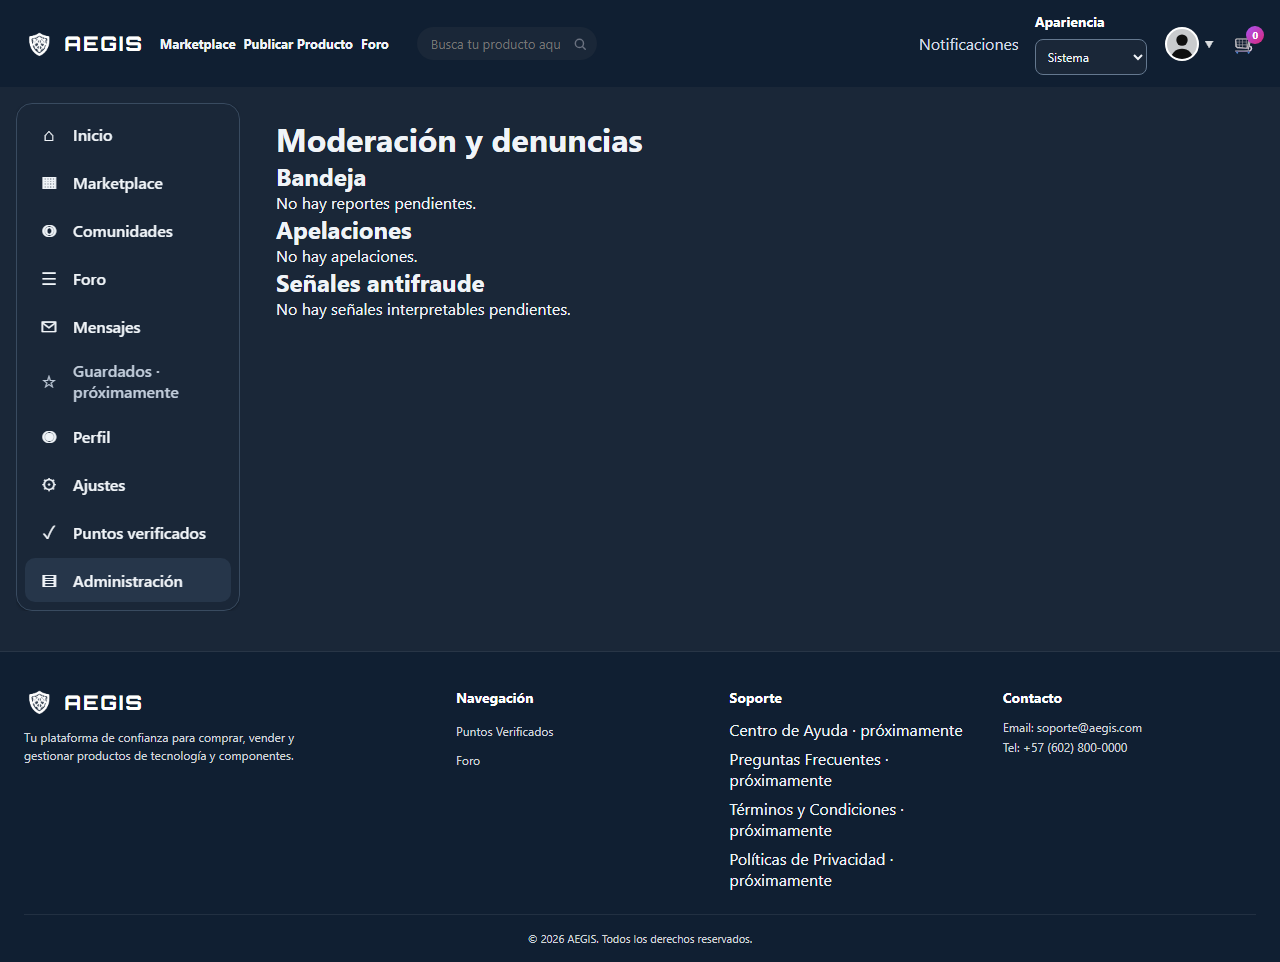 AEGIS
Marketplace Publicar Producto Foro
Busca tu producto aqu
Notificaciones
Apariencia
Sistema
0
Inicio
Marketplace
Comunidades
Foro
Mensajes
Guardados ·
próximamente
Perfil
Ajustes
Puntos verificados
Administración
Moderación y denuncias
Bandeja
No hay reportes pendientes.
Apelaciones
No hay apelaciones.
Señales antifraude
No hay señales interpretables pendientes.
AEGIS
Tu plataforma de confianza para comprar, vender y
gestionar productos de tecnología y componentes.
Navegación
Puntos Verificados
Foro
Soporte
Centro de Ayuda · próximamente
Preguntas Frecuentes ·
próximamente
Términos y Condiciones ·
próximamente
Políticas de Privacidad ·
próximamente
Contacto
Email: soporte@aegis.com
Tel: +57 (602) 800-0000
© 2026 AEGIS. Todos los derechos reservados.